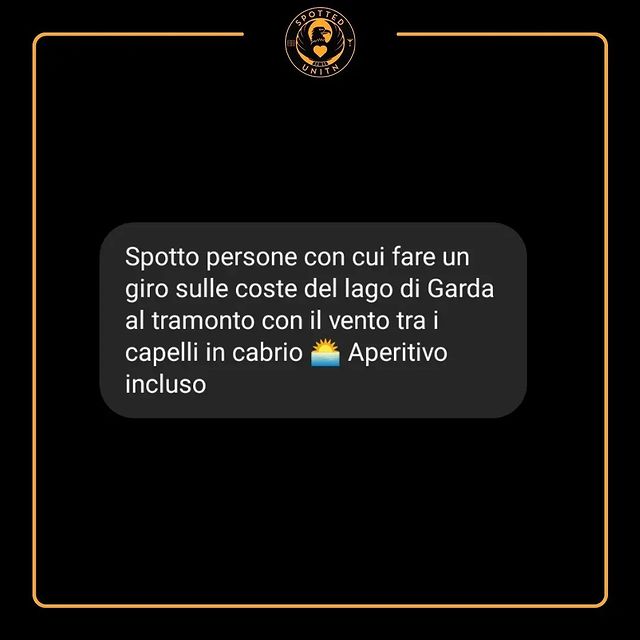 SPOTTED
UNITN
Spotto persone con cui fare un
giro sulle coste del lago di Garda
al tramonto con il vento tra i
capelli in cabrio 🌅 Aperitivo
incluso